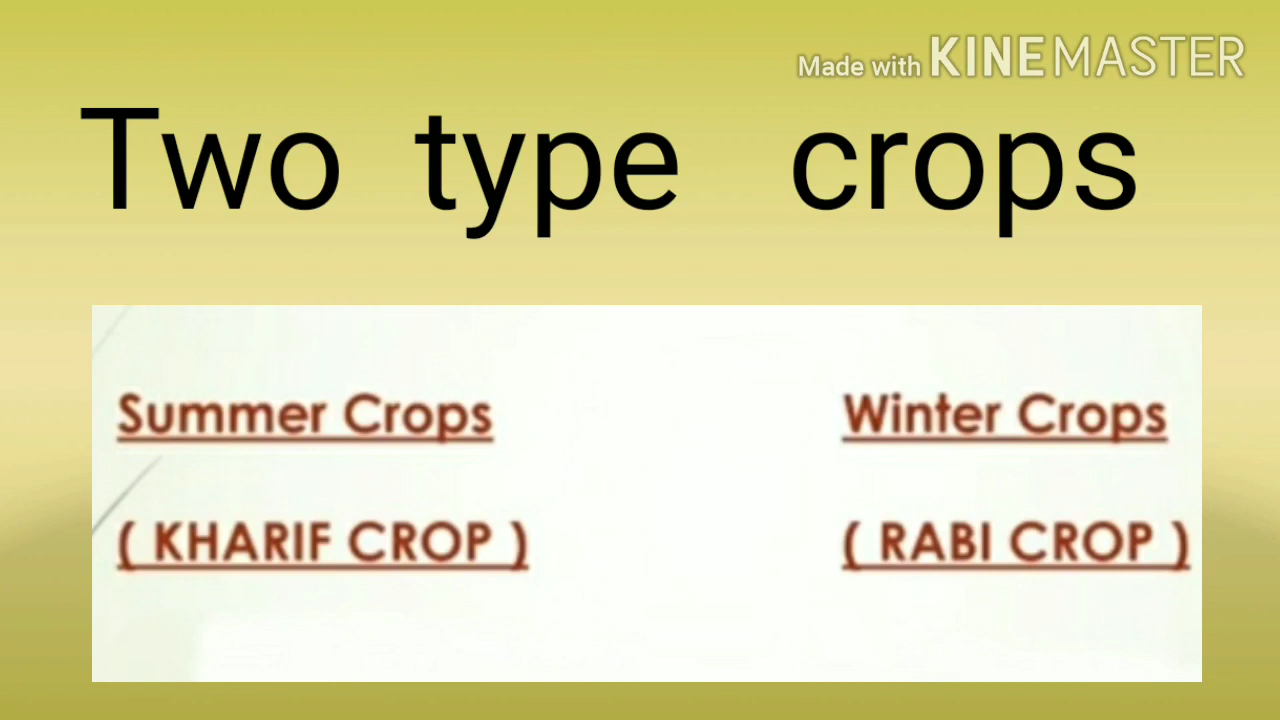 Made with KINEMASTER
Two type crops
Summer Crops
Winter Crops
( KHARIF CROP )
( RABI CROP )